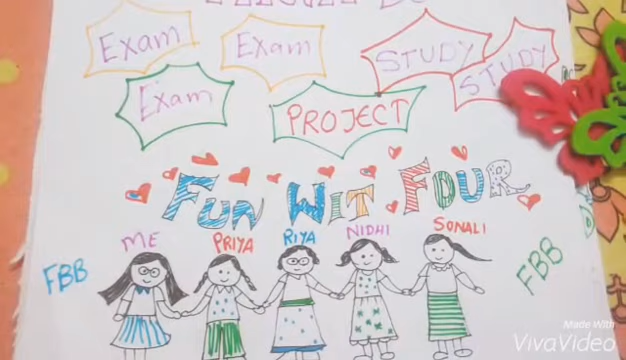 Exam
Exam
STUDY
STUDY
Exam
PROJECT
FUN WIT FOUR
ME
PRIYA
RIYA
NIDHI
SONALI
FBB
FBB
Made With
VivaVideo